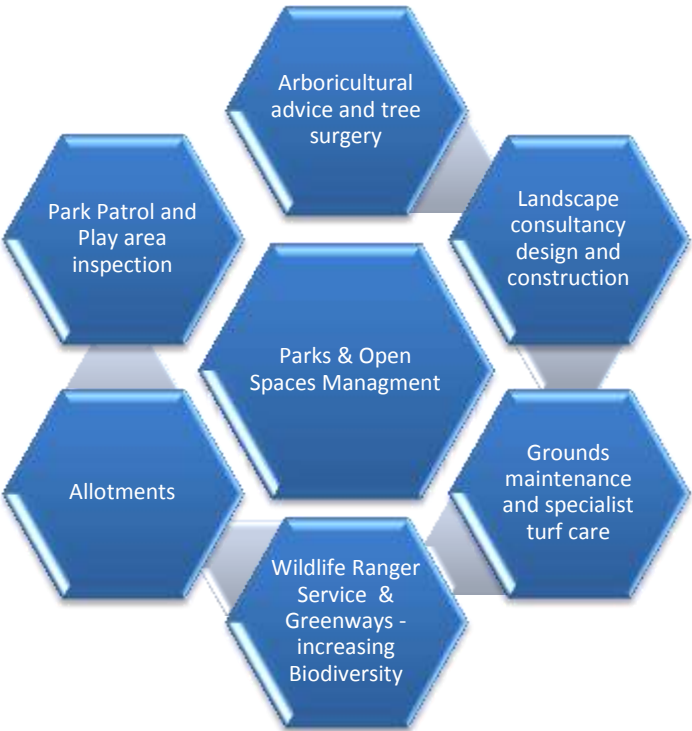 Arboricultural
advice and tree
surgery
Landscape
consultancy
design and
construction
Grounds
maintenance
and specialist
turf care
Wildlife Ranger
Service &
Greenways -
increasing
Biodiversity
Allotments
Park Patrol and
Play area
inspection
Parks & Open
Spaces Managment